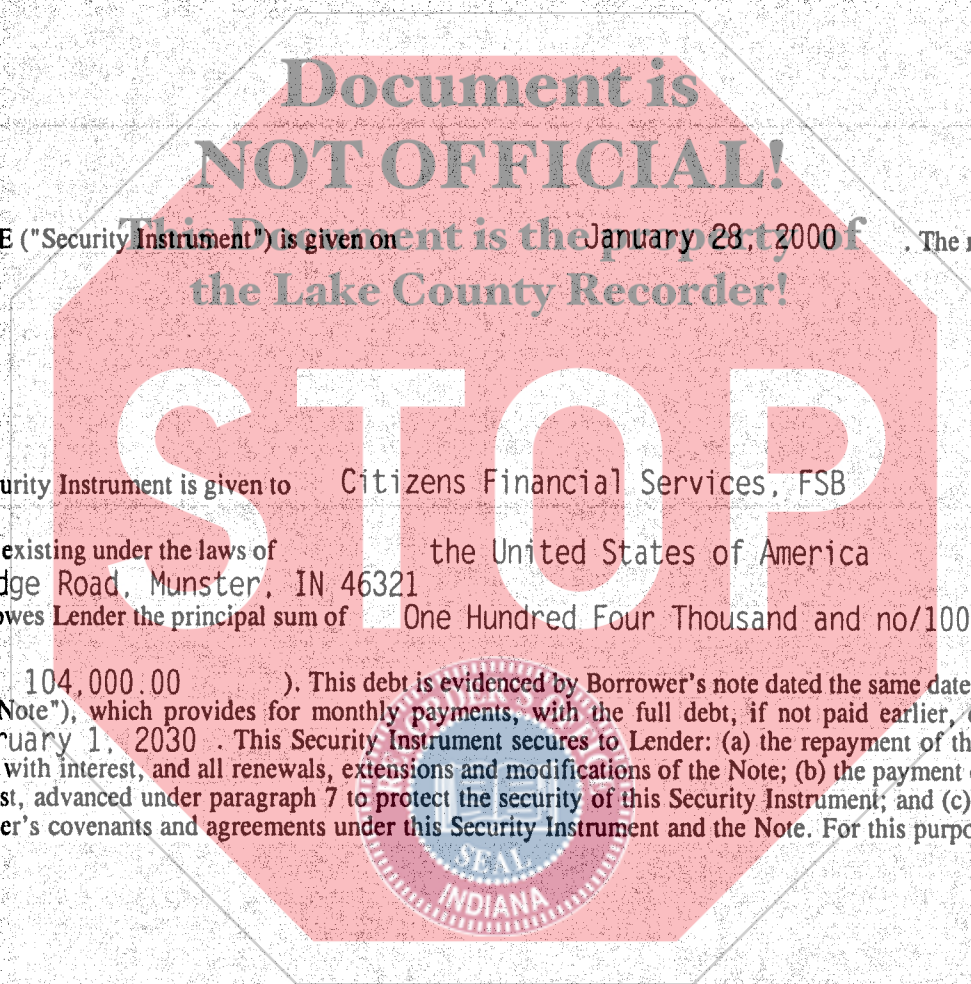 Document is
NOT OFFICIAL!
This Document is the property of
the Lake County Recorder!
E ("Security Instrument") is given on January 28, 2000 . The
STOP
urity Instrument is given to Citizens Financial Services, FSB
existing under the laws of the United States of America
dge Road, Munster, IN 46321
owes Lender the principal sum of One Hundred Four Thousand and no/100
104,000.00 ). This debt is evidenced by Borrower's note dated the same date
Note"), which provides for monthly payments, with the full debt, if not paid earlier,
ruary 1, 2030 . This Security Instrument secures to Lender: (a) the repayment of th
with interest, and all renewals, extensions and modifications of the Note; (b) the payment
st, advanced under paragraph 7 to protect the security of this Security Instrument; and (c)
er's covenants and agreements under this Security Instrument and the Note. For this purpo
SEAL
INDIANA